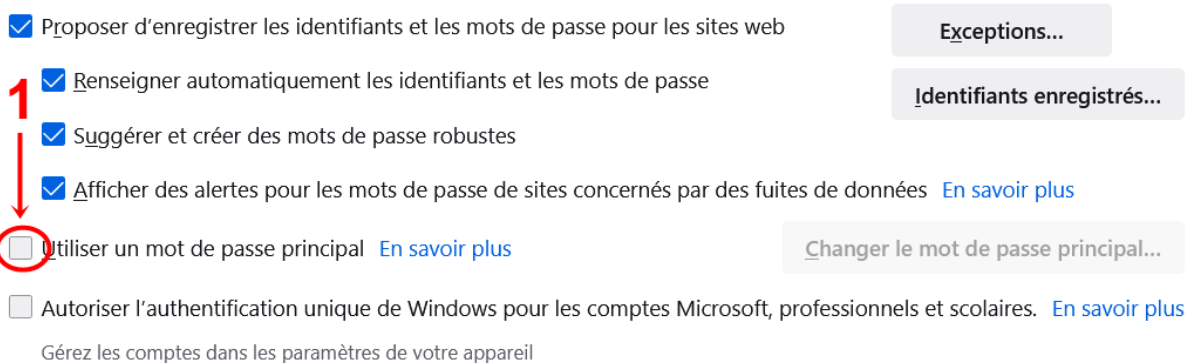 Proposer d’enregistrer les identifiants et les mots de passe pour les sites web
Exceptions...
1
Renseigner automatiquement les identifiants et les mots de passe
Identifiants enregistrés...
Suggérer et créer des mots de passe robustes
Afficher des alertes pour les mots de passe de sites concernés par des fuites de données En savoir plus
Utiliser un mot de passe principal En savoir plus
Changer le mot de passe principal...
Autoriser l’authentification unique de Windows pour les comptes Microsoft, professionnels et scolaires. En savoir plus
Gérez les comptes dans les paramètres de votre appareil